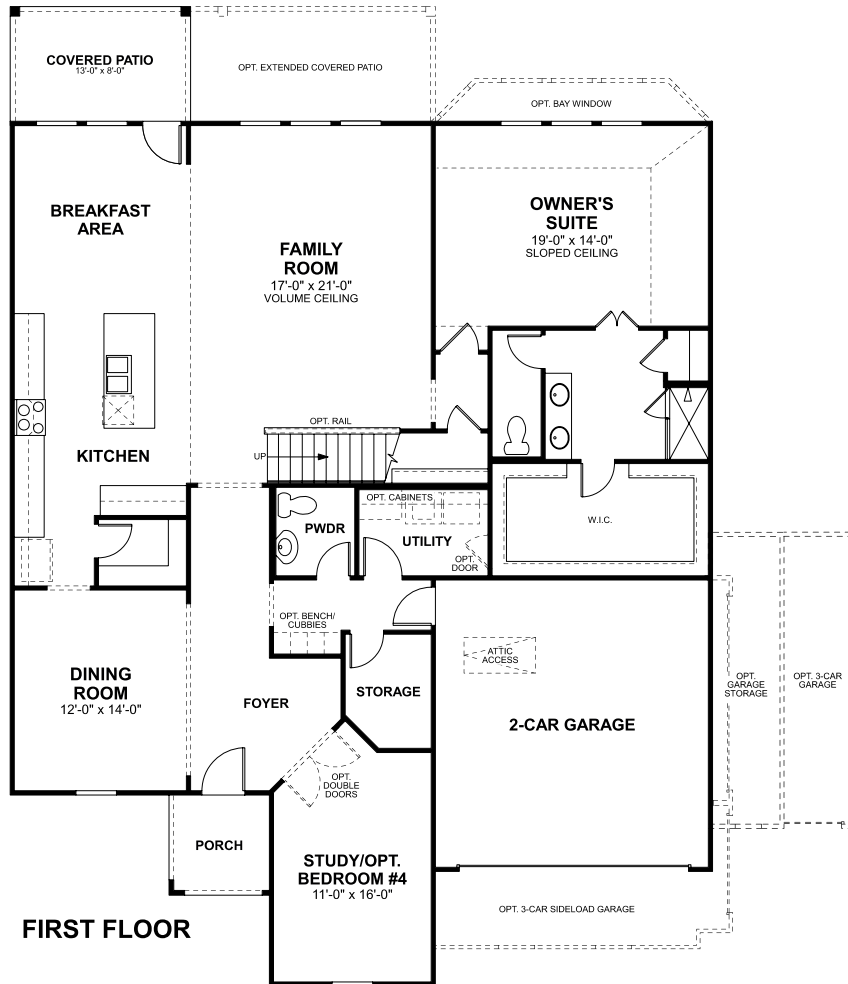 COVERED PATIO
13'-0" x 8'-0"
OPT. EXTENDED COVERED PATIO
OPT. BAY WINDOW
BREAKFAST
AREA
FAMILY
ROOM
17'-0" x 21'-0"
VOLUME CEILING
OWNER'S
SUITE
19'-0" x 14'-0"
SLOPED CEILING
OPT. RAIL
UP
KITCHEN
OPT. CABINETS
PWDR
UTILITY
OPT.
DOOR
W.I.C.
OPT. BENCH/
CUBBIES
ATTIC
ACCESS
DINING
ROOM
12'-0" x 14'-0"
FOYER
STORAGE
2-CAR GARAGE
OPT.
GARAGE
STORAGE
OPT. 3-CAR
GARAGE
OPT.
DOUBLE
DOORS
PORCH
STUDY/OPT.
BEDROOM #4
11'-0" x 16'-0"
OPT. 3-CAR SIDELOAD GARAGE
FIRST FLOOR